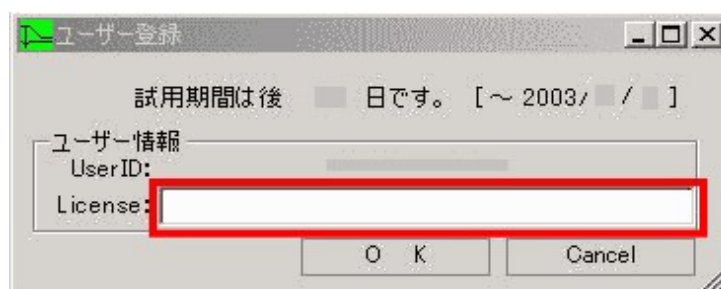 ユーザー登録
試用期間は後 日です。 [～ 2003/ / ]
ユーザー情報
UserID:
License:
O K Cancel